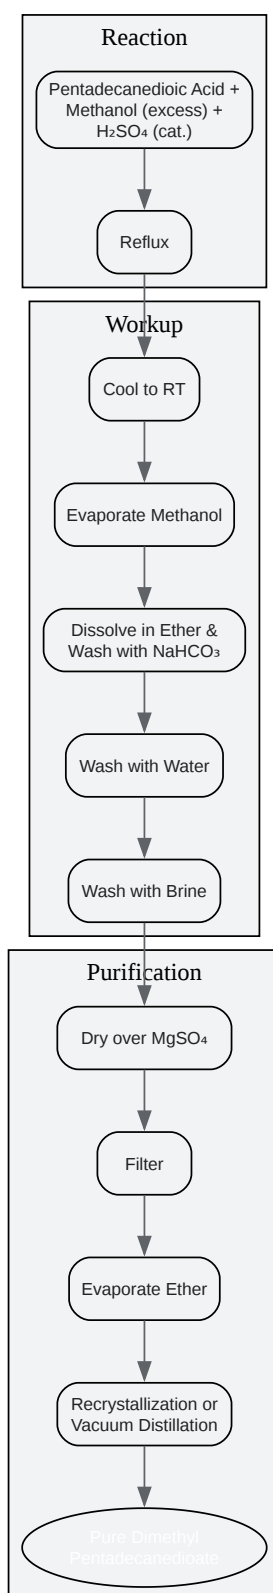 Reaction
Pentadecanedioic Acid +
Methanol (excess) +
H₂SO₄ (cat.)
Reflux
Workup
Cool to RT
Evaporate Methanol
Dissolve in Ether &
Wash with NaHCO₃
Wash with Water
Wash with Brine
Purification
Dry over MgSO₄
Filter
Evaporate Ether
Recrystallization or
Vacuum Distillation
Pure Dimethyl
Pentadecanedioate